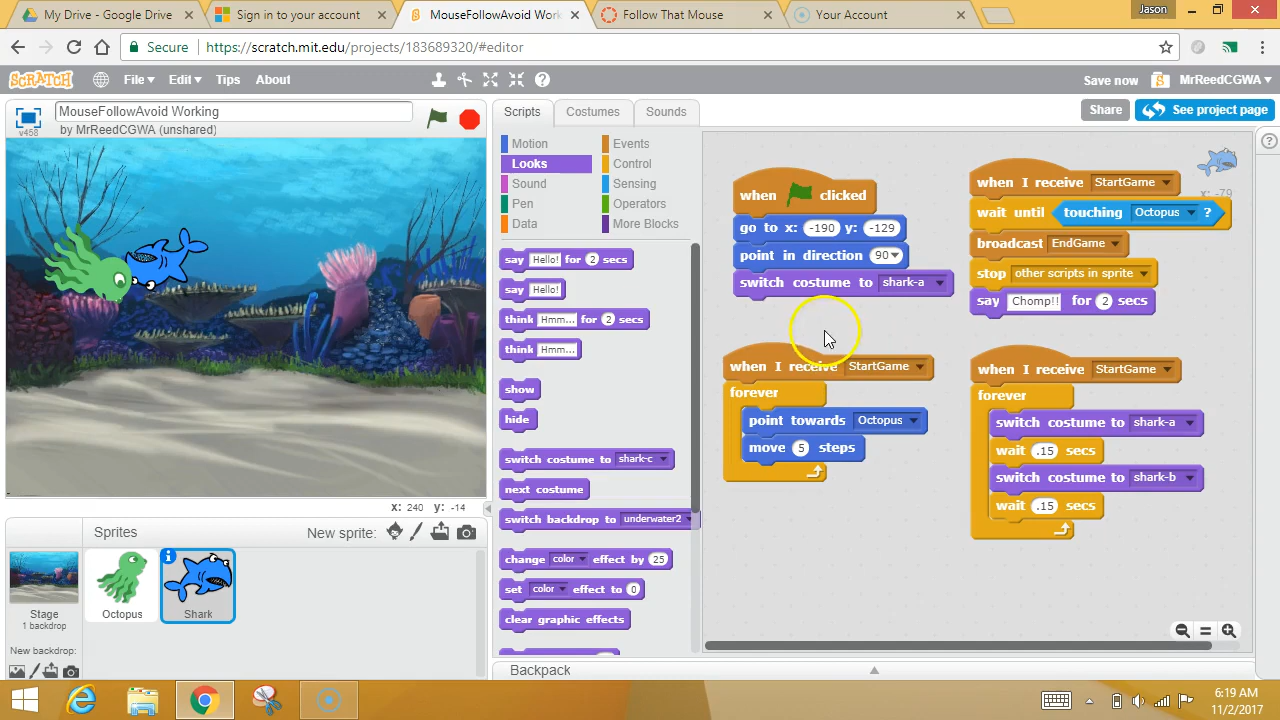 Jason
My Drive - Google Drive
Sign in to your account
MouseFollowAvoid Work
Follow That Mouse
Your Account
Secure
https://scratch.mit.edu/projects/183689320/#editor
SCRATCH
File
Edit
Tips
About
Save now
MrReedCGWA
v458
MouseFollowAvoid Working
by MrReedCGWA (unshared)
Scripts
Costumes
Sounds
Share
See project page
Motion
Events
Looks
Control
Sound
Sensing
Pen
Operators
Data
More Blocks
say Hello! for 2 secs
say Hello!
think Hmm... for 2 secs
think Hmm...
show
hide
switch costume to shark-c
next costume
switch backdrop to underwater2
change color effect by 25
set color effect to 0
clear graphic effects
when clicked
go to x: -190 y: -129
point in direction 90
switch costume to shark-a
when I receive StartGame
forever
point towards Octopus
move 5 steps
when I receive StartGame
wait until touching Octopus ?
broadcast EndGame
stop other scripts in sprite
say Chomp!! for 2 secs
when I receive StartGame
forever
switch costume to shark-a
wait .15 secs
switch costume to shark-b
wait .15 secs
x: -79
x: 240 y: -14
Sprites
New sprite:
Stage
1 backdrop
New backdrop:
Octopus
Shark
Backpack
6:19 AM
11/2/2017